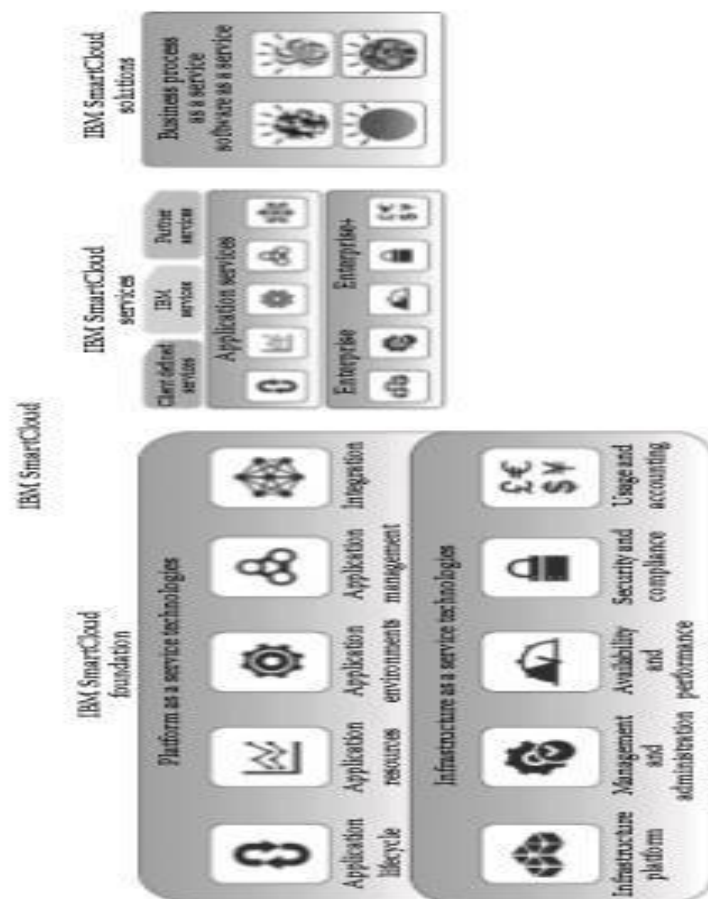 IBM SmartCloud
IBM SmartCloud
foundation
Platform as a service technologies
Application
lifecycle
Application
resources
Application
environments
Application
management
Integration
£ €
$ ¥
Infrastructure as a service technologies
Infrastructure
platform
Management
and
administration
Availability
and
performance
Security and
compliance
Usage and
accounting
IBM SmartCloud
services
Client defined
services
IBM
services
Partner
services
Application services
Enterprise
Enterprise+
£ €
$ ¥
IBM SmartCloud
solutions
Business process
as a service
software as a service